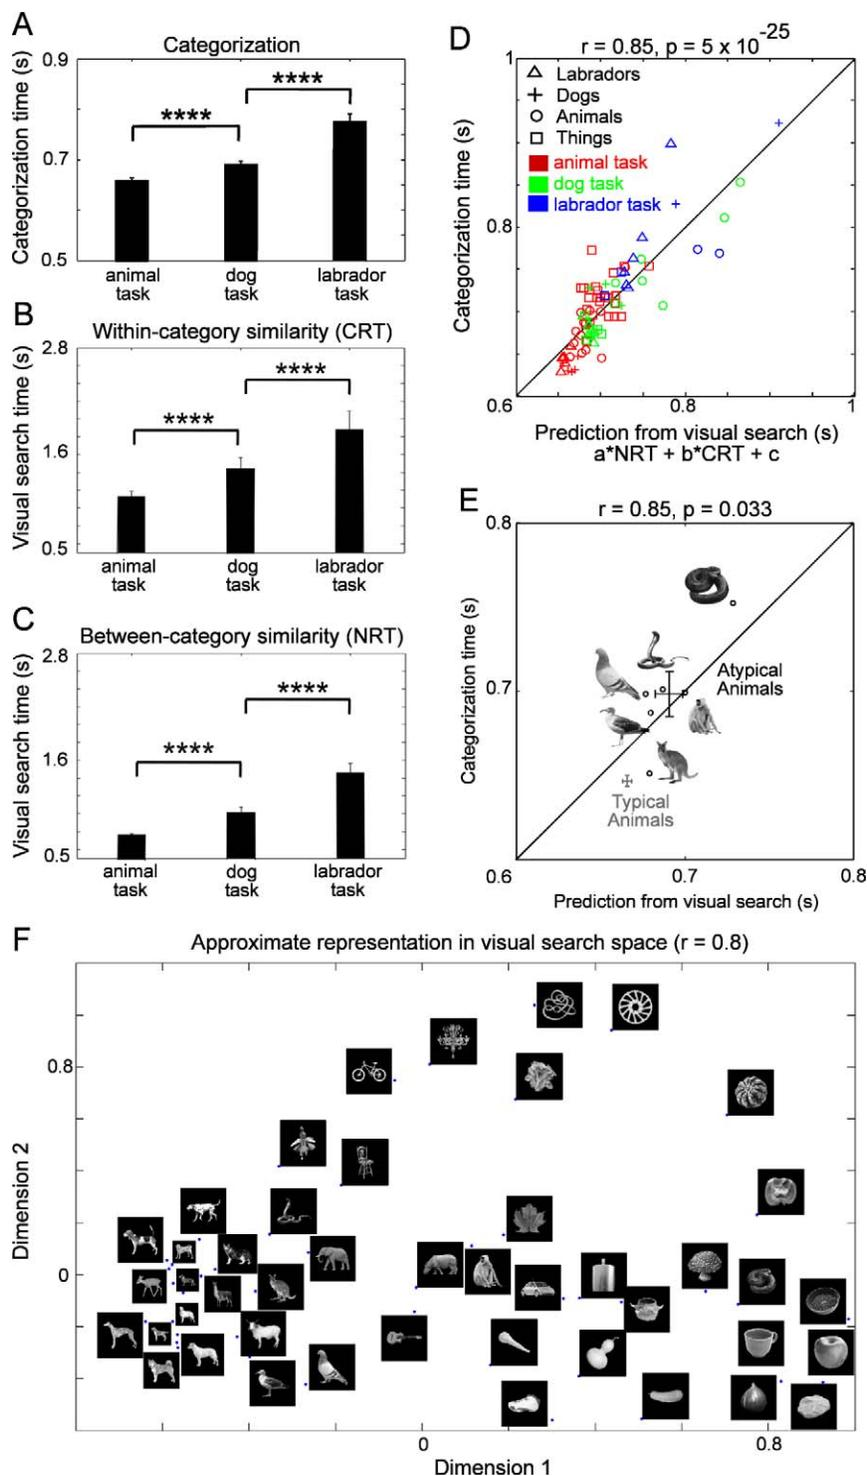 A
Categorization
Categorization time (s)
0.9
0.7
0.5
****
****
animal task
dog task
labrador task
B
Within-category similarity (CRT)
Visual search time (s)
2.8
1.6
0.5
****
****
animal task
dog task
labrador task
C
Between-category similarity (NRT)
Visual search time (s)
2.8
1.6
0.5
****
****
animal task
dog task
labrador task
D
r = 0.85, p = 5 x 10^-25
Categorization time (s)
1
0.8
0.6
Labradors
Dogs
Animals
Things
animal task
dog task
labrador task
0.8
1
Prediction from visual search (s)
a*NRT + b*CRT + c
E
r = 0.85, p = 0.033
Categorization time (s)
0.8
0.7
0.6
Atypical
Animals
Typical
Animals
0.7
0.8
Prediction from visual search (s)
F
Approximate representation in visual search space (r = 0.8)
Dimension 2
0.8
0
0
0.8
Dimension 1